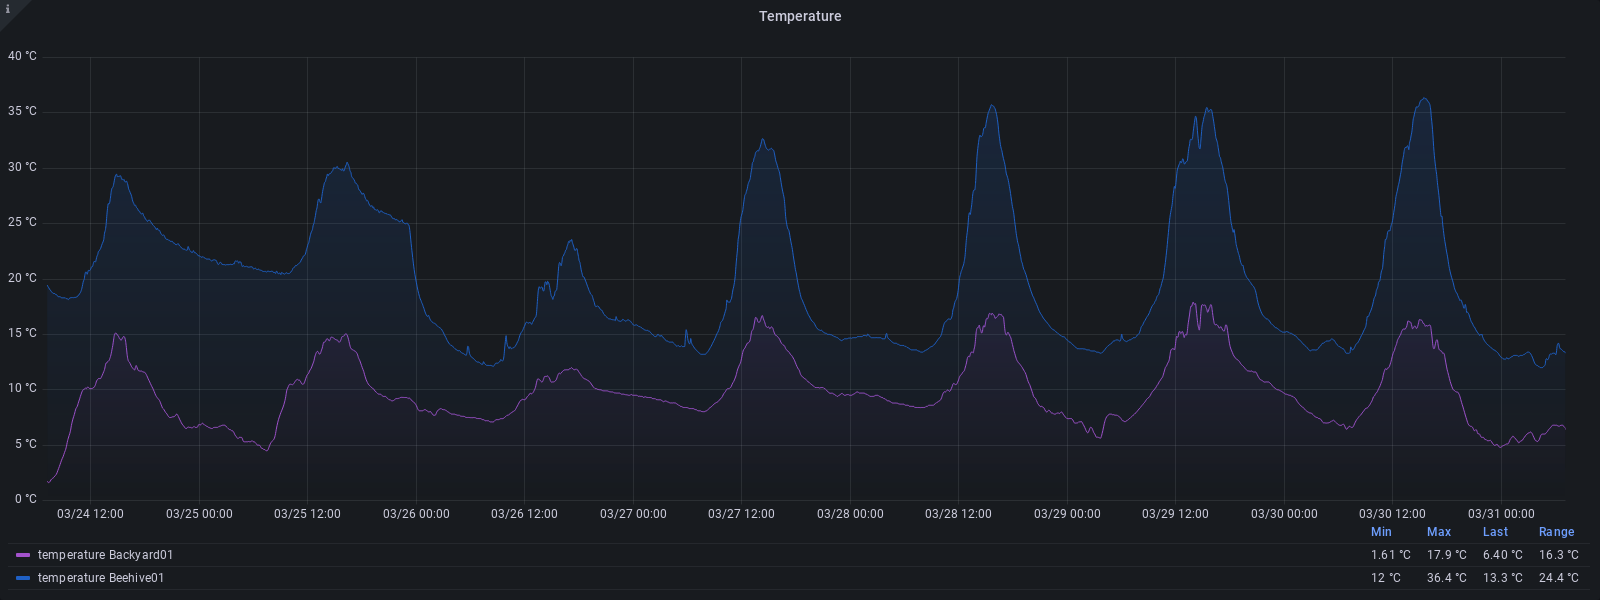 i
Temperature
40 °C
35 °C
30 °C
25 °C
20 °C
15 °C
10 °C
5 °C
0 °C
03/24 12:00 03/25 00:00 03/25 12:00 03/26 00:00 03/26 12:00 03/27 00:00 03/27 12:00 03/28 00:00 03/28 12:00 03/29 00:00 03/29 12:00 03/30 00:00 03/30 12:00 03/31 00:00
Min Max Last Range
temperature Backyard01 1.61 °C 17.9 °C 6.40 °C 16.3 °C
temperature Beehive01 12 °C 36.4 °C 13.3 °C 24.4 °C